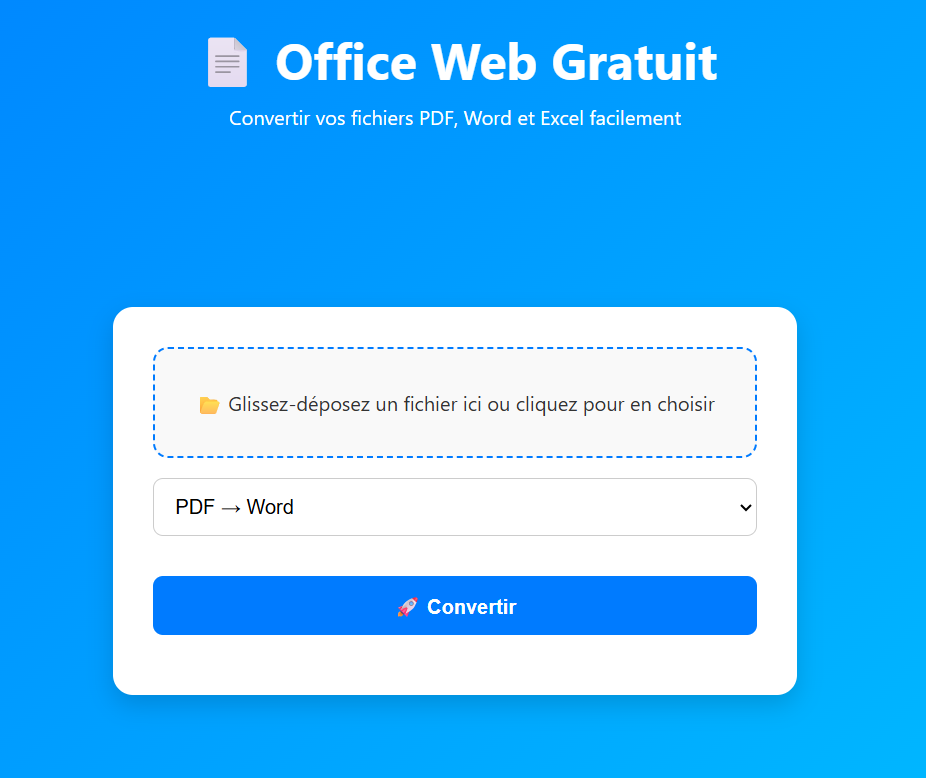 Office Web Gratuit
Convertir vos fichiers PDF, Word et Excel facilement
Glissez-déposez un fichier ici ou cliquez pour en choisir
PDF → Word
Convertir